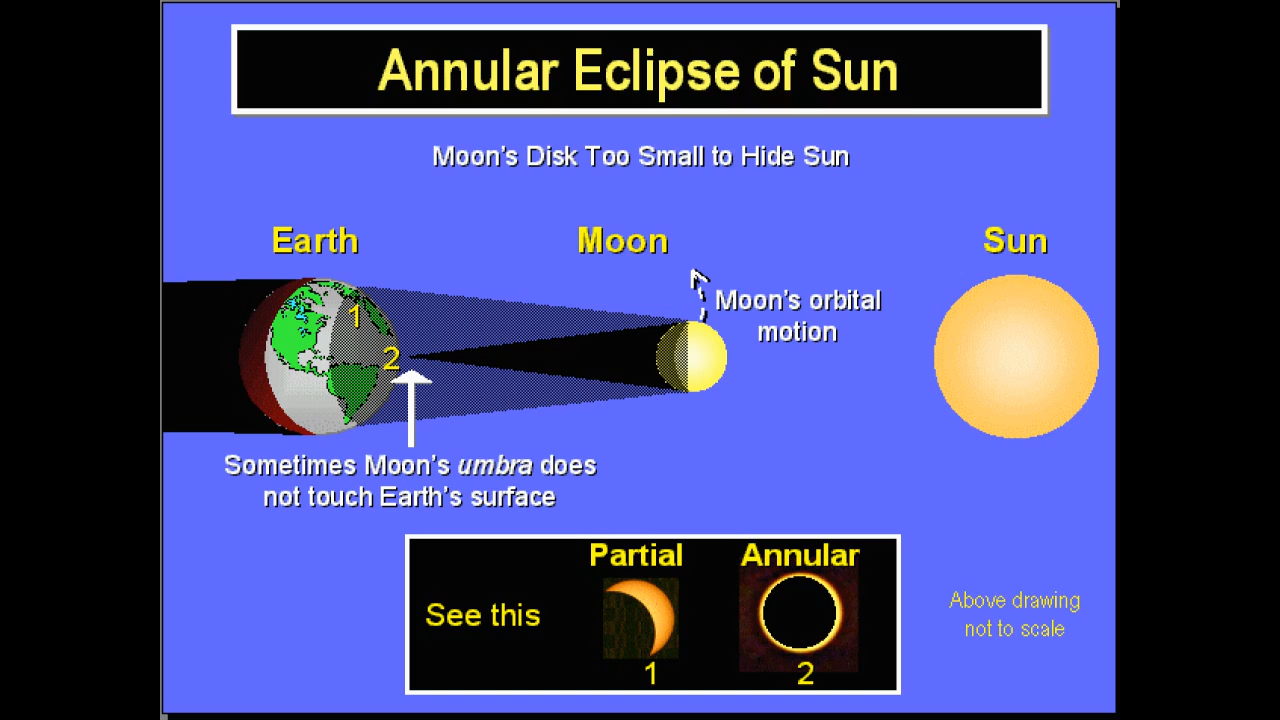 Annular Eclipse of Sun
Moon's Disk Too Small to Hide Sun
Earth
Moon
Sun
1
2
Moon's orbital
motion
Sometimes Moon's umbra does
not touch Earth's surface
Partial
Annular
See this
1
2
Above drawing
not to scale